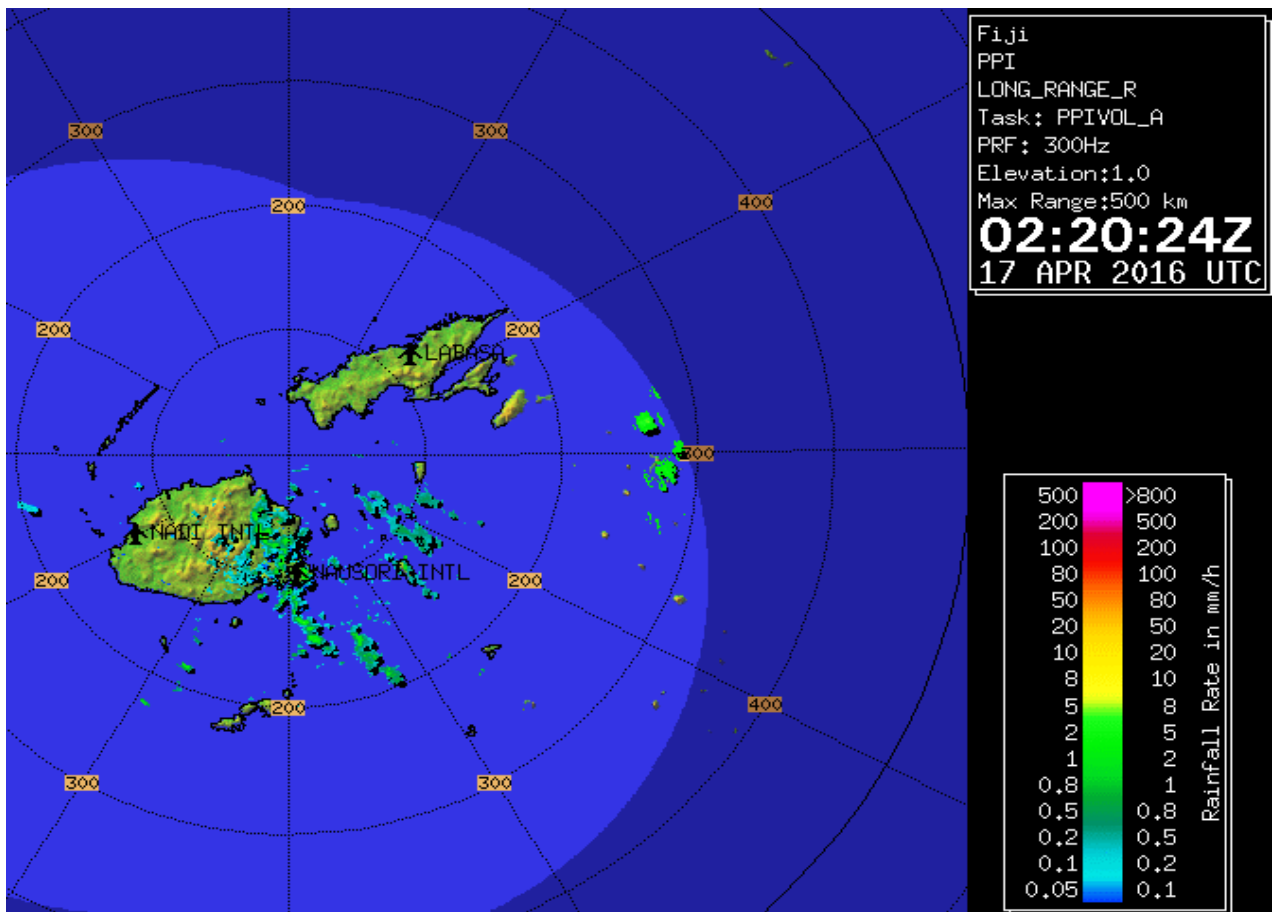 Fiji
PPI
LONG_RANGE_R
Task: PPIVOL_A
PRF: 300Hz
Elevation:1.0
Max Range:500 km
02:20:24Z
17 APR 2016 UTC
300
300
400
200
200
LABASA
200
300
NADI INTL
NAUSORI INTL
200
200
200
400
300
300
500 >800
200 500
100 200
80 100
50 80
20 50
10 20
8 10
5 8
2 5
1 2
0.8 1
0.5 0.8
0.2 0.5
0.1 0.2
0.05 0.1
Rainfall Rate in mm/h